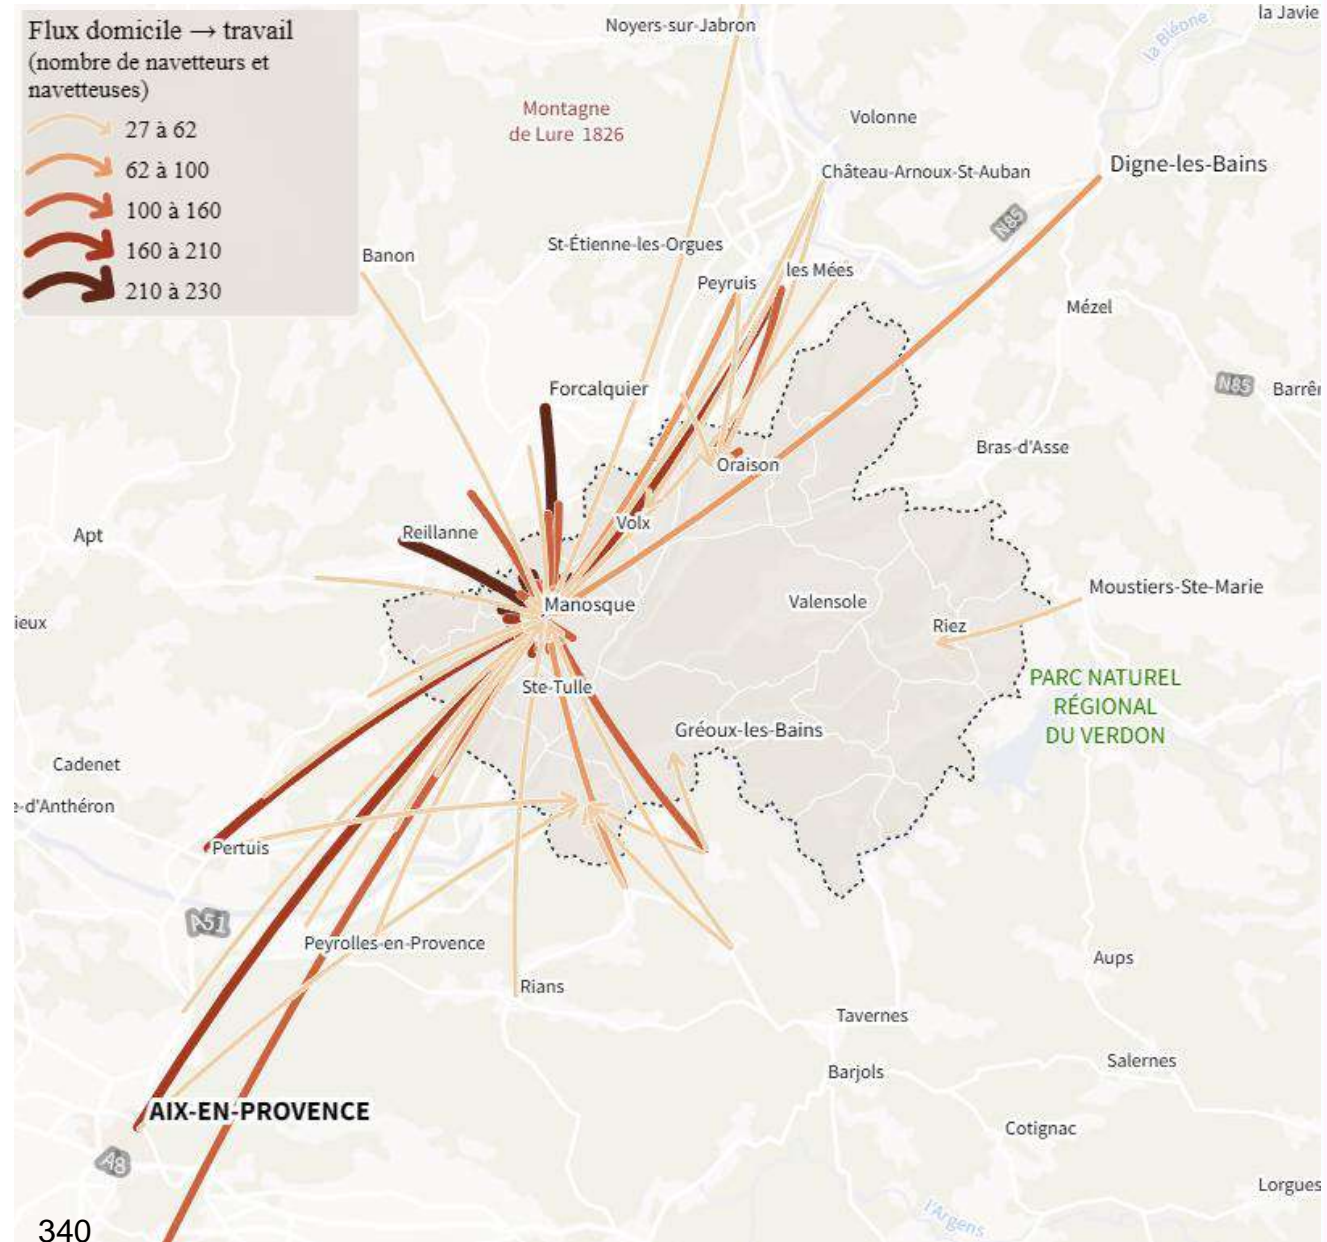 Flux domicile → travail
(nombre de navetteurs et
navetteuses)
27 à 62
62 à 100
100 à 160
160 à 210
210 à 230
Noyers-sur-Jabron
la Javie
la Bléone
Montagne
de Lure 1826
Volonne
Château-Arnoux-St-Auban
Digne-les-Bains
N85
St-Étienne-les-Orgues
Banon
les Mées
Peyruis
Mézel
N85
Barrê
Forcalquier
Bras-d'Asse
Oraison
Volx
Reillanne
Apt
Moustiers-Ste-Marie
Manosque
Valensole
ieux
Riez
PARC NATUREL
RÉGIONAL
DU VERDON
Ste-Tulle
Gréoux-les-Bains
Cadenet
e-d'Anthéron
Pertuis
A51
Peyrolles-en-Provence
Aups
Rians
Tavernes
Salernes
Barjols
AIX-EN-PROVENCE
Cotignac
A8
Lorgues
l'Argens
340